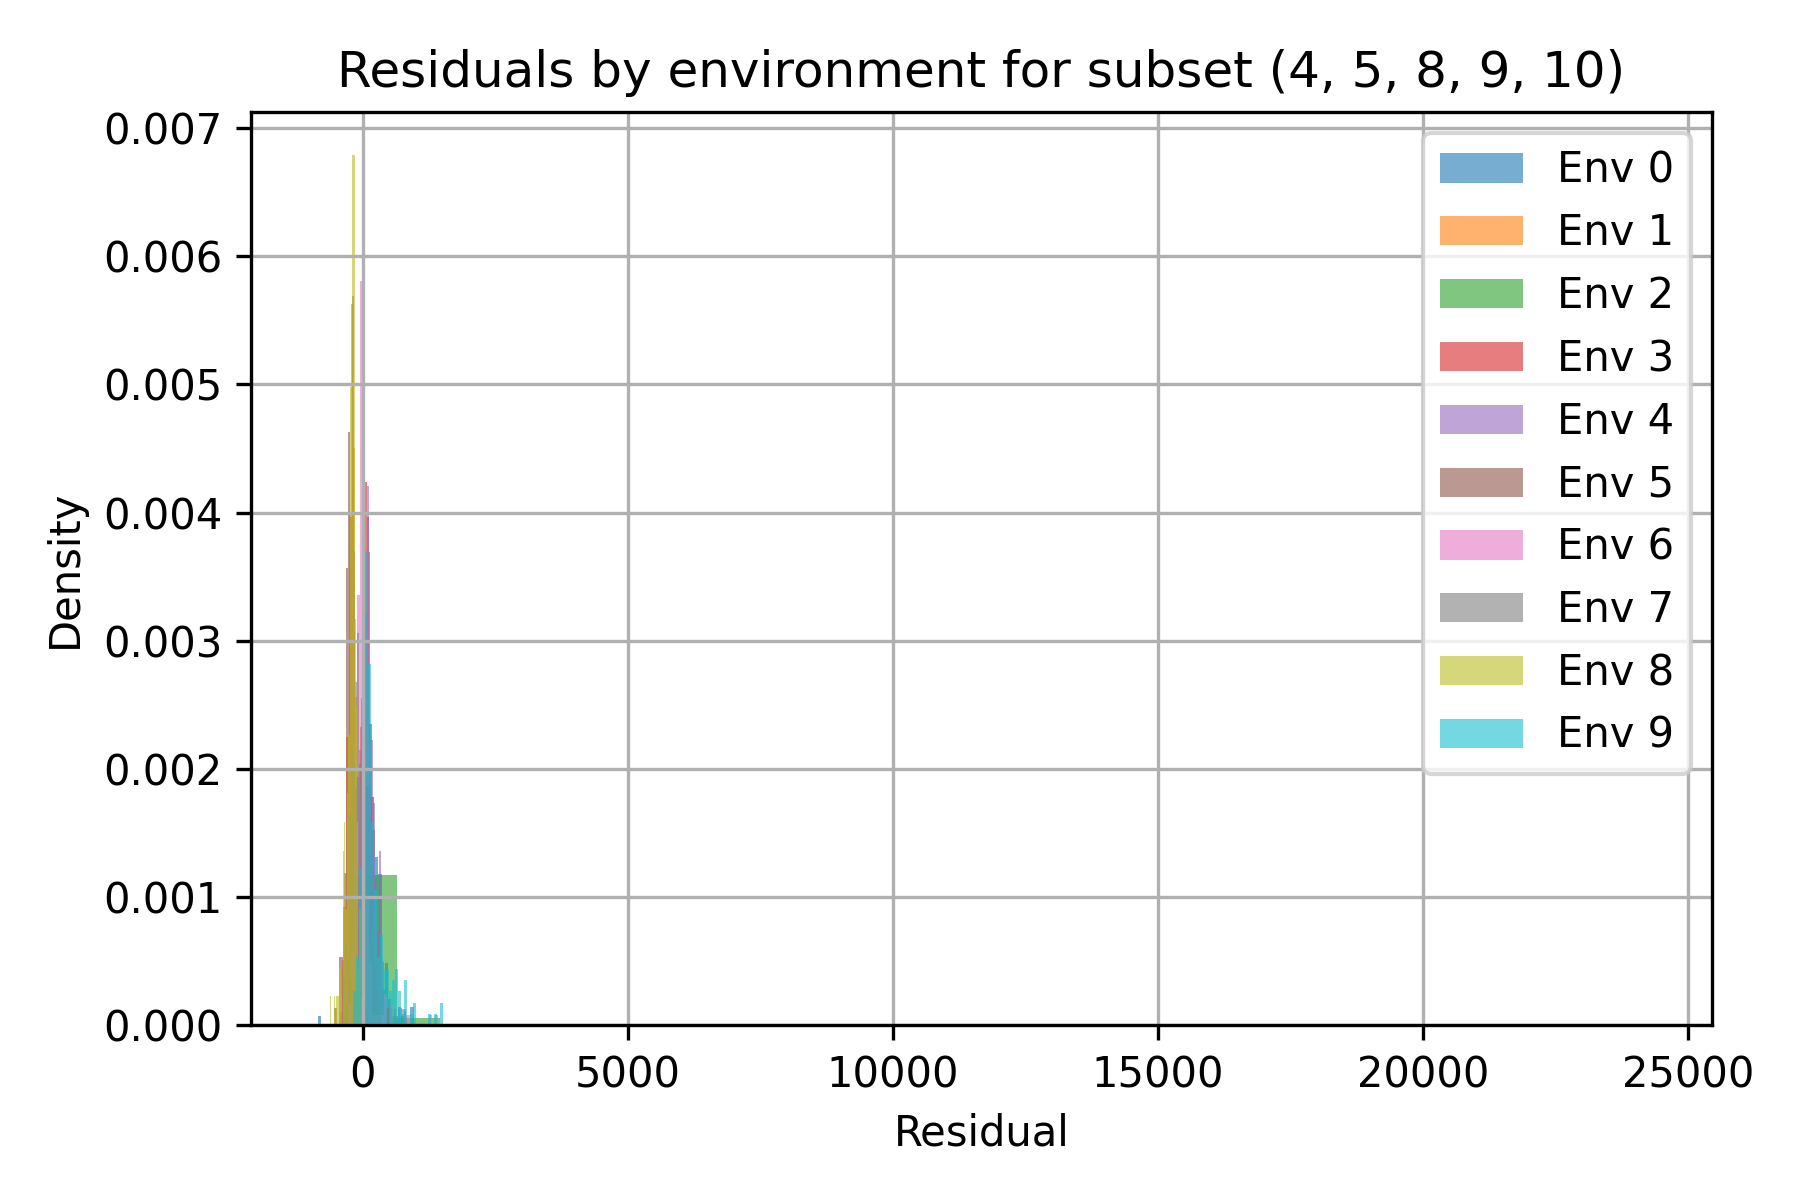 Residuals by environment for subset (4, 5, 8, 9, 10)
0.007
0.006
0.005
0.004
0.003
0.002
0.001
0.000
Density
Env 0
Env 1
Env 2
Env 3
Env 4
Env 5
Env 6
Env 7
Env 8
Env 9
0
5000
10000
15000
20000
25000
Residual